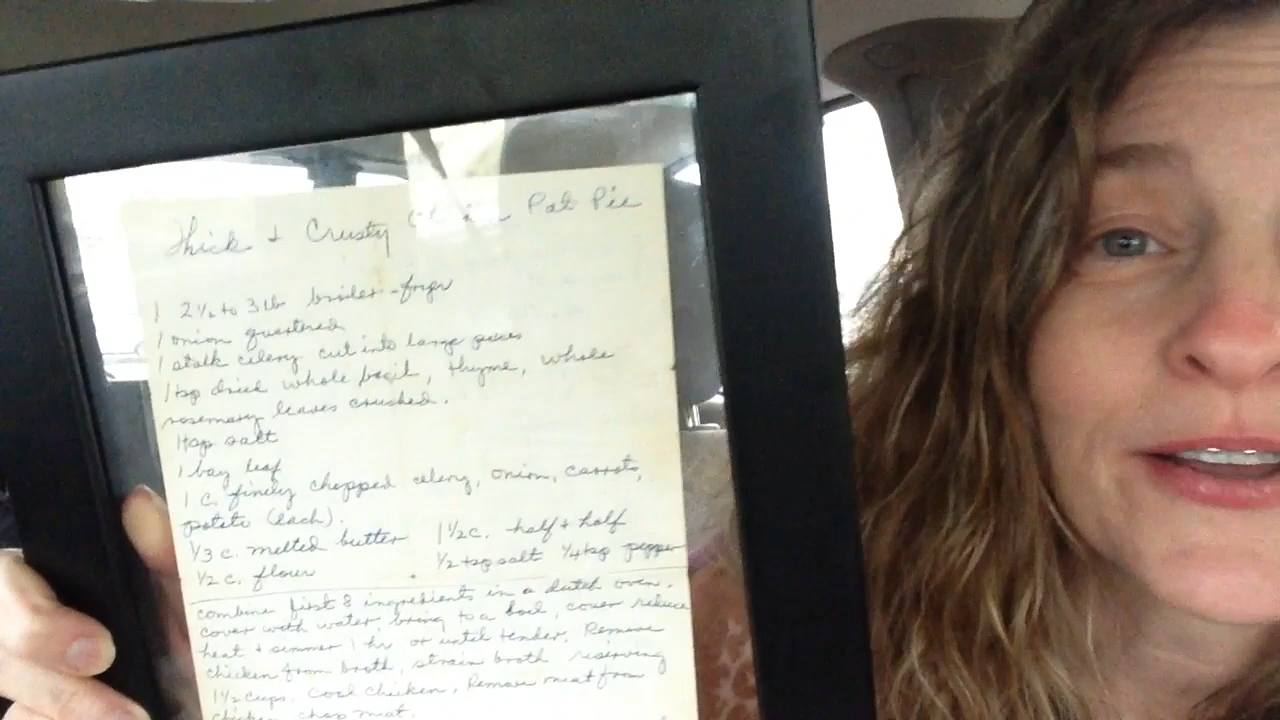 Thick + Crusty Pot Pie
1 2½ to 3 lb broiler-fryer
1 onion quartered
1 stalk celery cut into large pieces
1 tsp dried whole basil, thyme, whole
rosemary leaves crushed.
1 tsp salt
1 bay leaf
1 c. finely chopped celery, onion, carrots,
potato (each).
⅓ c. melted butter 1½ c. half + half
½ c. flour ½ tsp salt ¼ tsp pepper
combine first 8 ingredients in a dutch oven.
cover with water, bring to a boil, cover reduce
heat + simmer 1 hr or until tender. Remove
chicken from broth, strain broth reserving
1½ cups. Cool chicken. Remove meat from
chicken, chop meat.